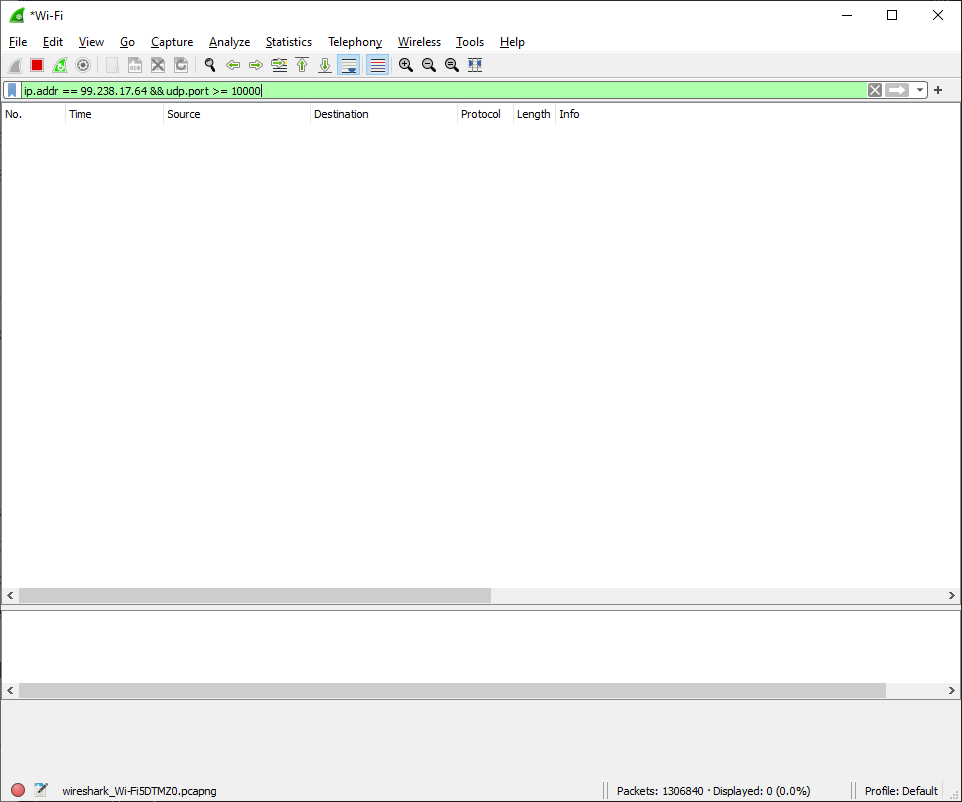 *Wi-Fi
File Edit View Go Capture Analyze Statistics Telephony Wireless Tools Help
ip.addr == 99.238.17.64 && udp.port >= 10000
No. Time Source Destination Protocol Length Info
wireshark_Wi-Fi5DTMZ0.pcapng Packets: 1306840 · Displayed: 0 (0.0%) Profile: Default